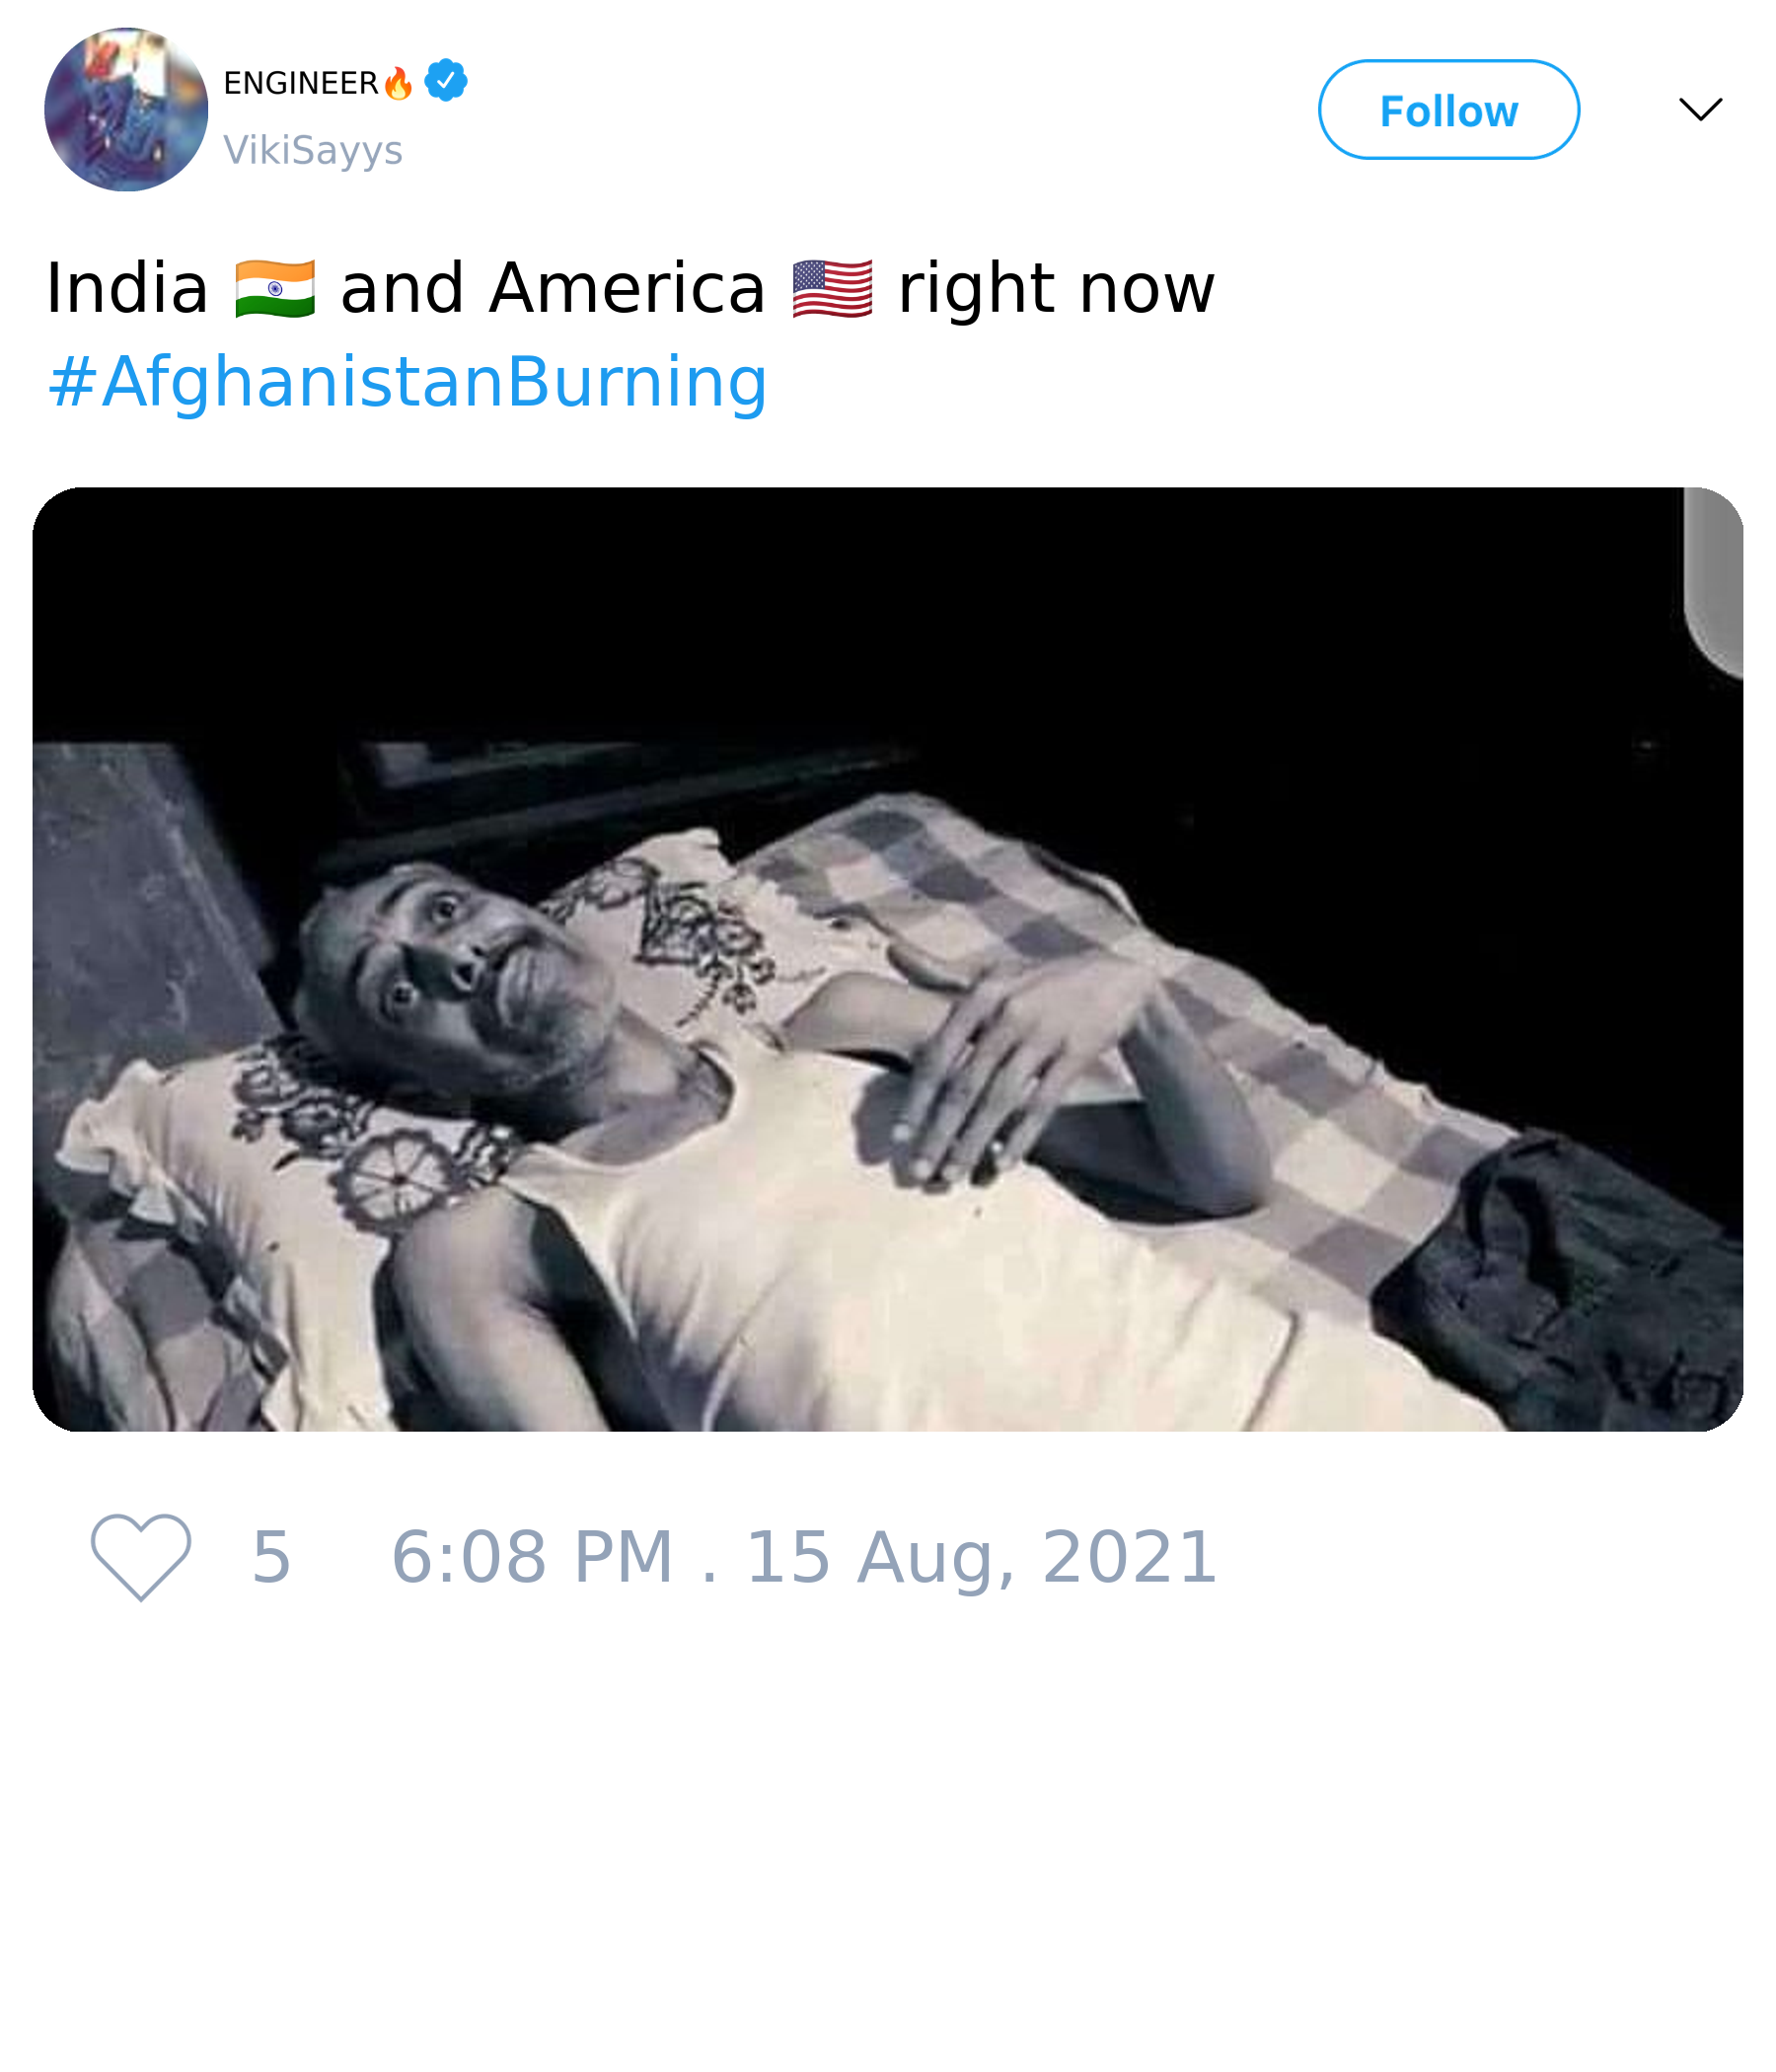 ENGINEER🔥
VikiSayys
Follow
India 🇮🇳 and America 🇺🇸 right now
#AfghanistanBurning
5 6:08 PM . 15 Aug, 2021